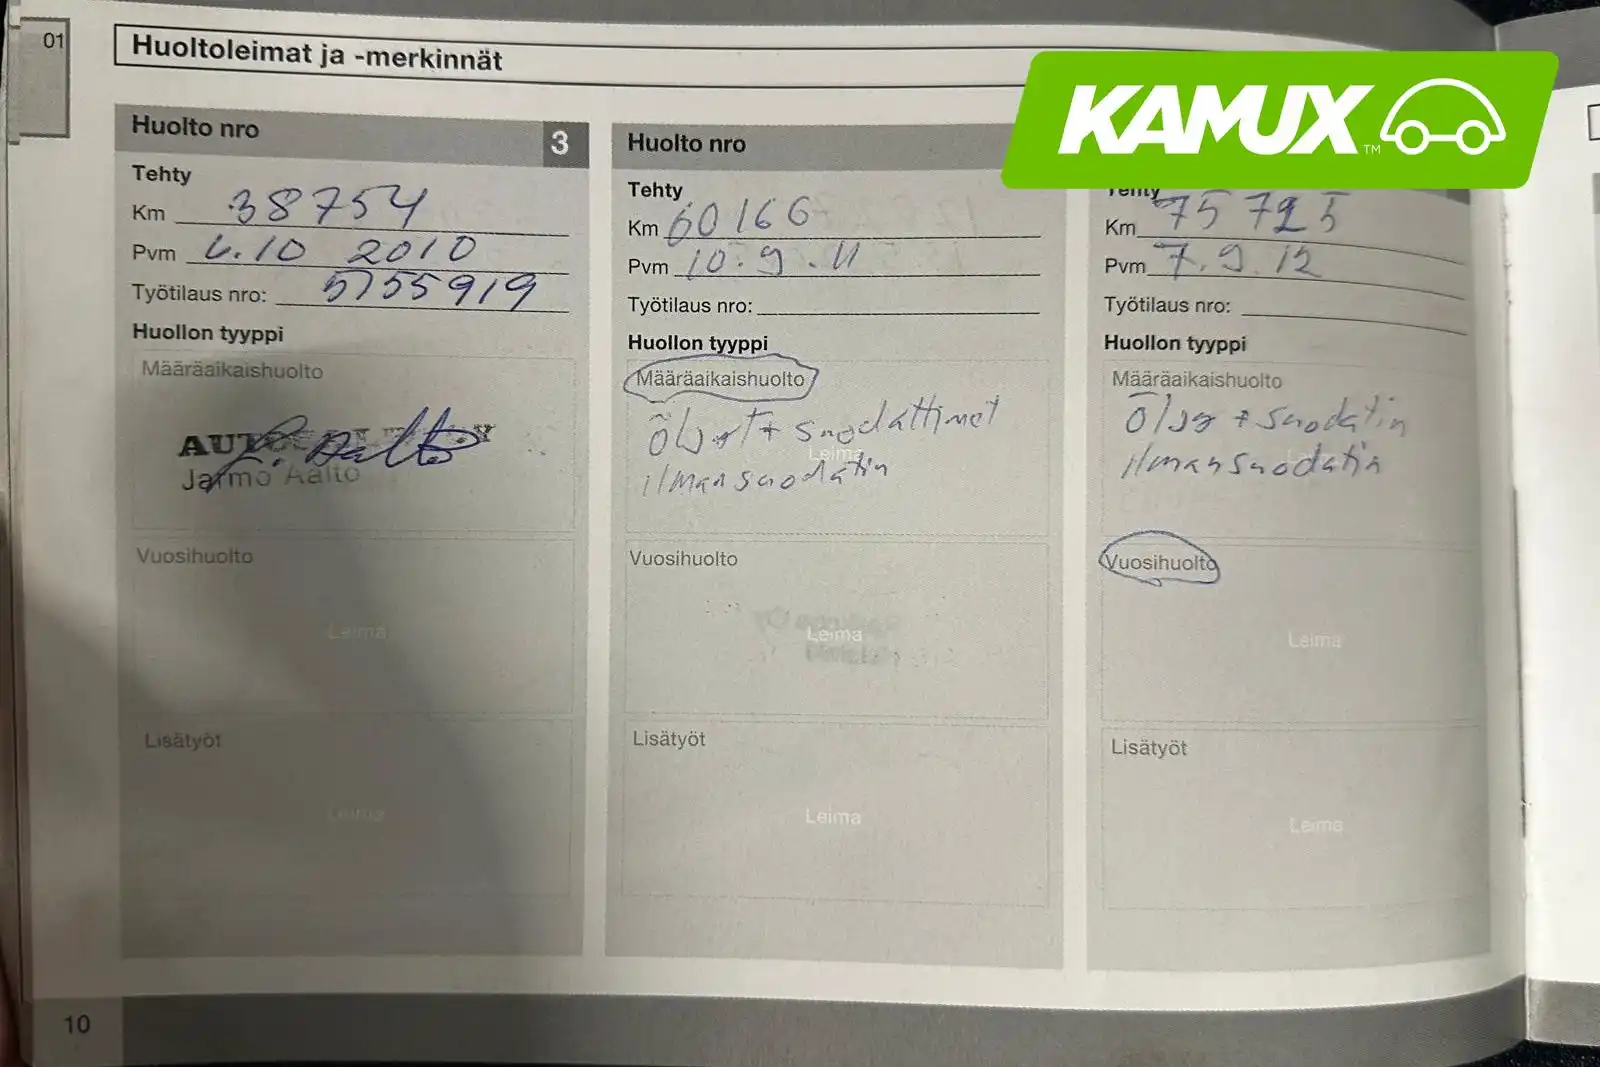 01
Huoltoleimat ja -merkinnät
KAMUX
TM
Huolto nro 3
Tehty
Km 38754
Pvm 6.10 2010
Työtilaus nro: 5755919
Huollon tyyppi
Määräaikaishuolto
Jarmo Aalto
Vuosihuolto
Leima
Lisätyöt
Leima
Huolto nro
Tehty
Km 60166
Pvm 10.9.11
Työtilaus nro:
Huollon tyyppi
Määräaikaishuolto
öljyt + suodattimet
Leima
ilmansuodatin
Vuosihuolto
Leima
Lisätyöt
Leima
Tehty
Km 75725
Pvm 7.9.12
Työtilaus nro:
Huollon tyyppi
Määräaikaishuolto
öljy + suodatin
ilmansuodatin
Vuosihuolto
Leima
Lisätyöt
Leima
10